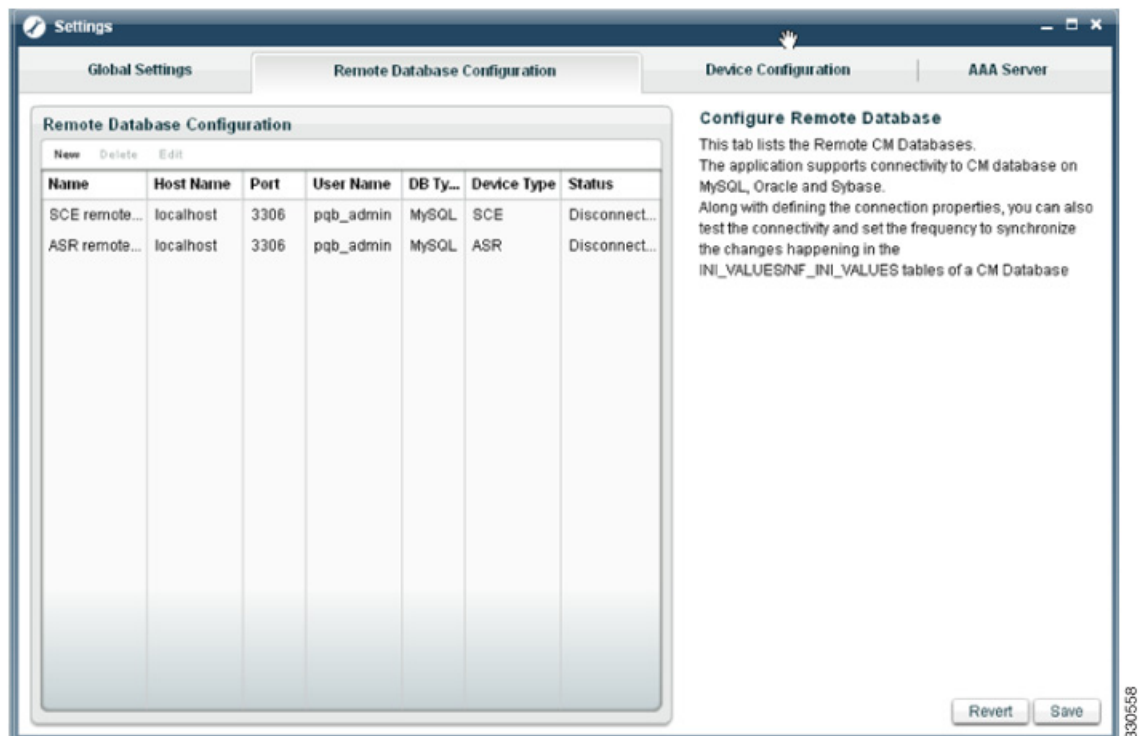 Settings
Global Settings
Remote Database Configuration
Device Configuration
AAA Server
Remote Database Configuration
New Delete Edit
Name Host Name Port User Name DB Ty... Device Type Status
SCE remote... localhost 3306 pqb_admin MySQL SCE Disconnect...
ASR remote... localhost 3306 pqb_admin MySQL ASR Disconnect...
Configure Remote Database
This tab lists the Remote CM Databases.
The application supports connectivity to CM database on
MySQL, Oracle and Sybase.
Along with defining the connection properties, you can also
test the connectivity and set the frequency to synchronize
the changes happening in the
INI_VALUES/NF_INI_VALUES tables of a CM Database
Revert Save
330558